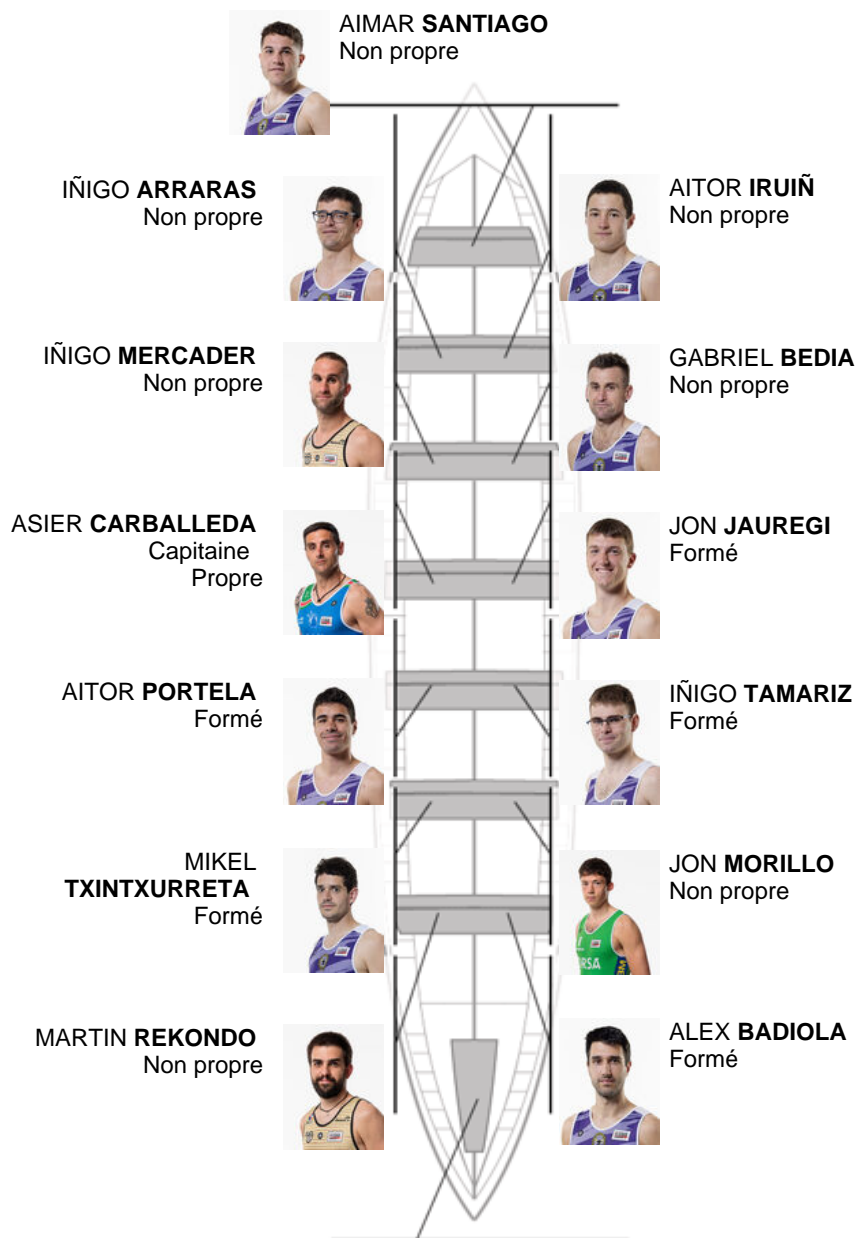 AIMAR SANTIAGO
Non propre
IÑIGO ARRARAS
Non propre
AITOR IRUIÑ
Non propre
IÑIGO MERCADER
Non propre
GABRIEL BEDIA
Non propre
ASIER CARBALLEDA
Capitaine
Propre
JON JAUREGI
Formé
AITOR PORTELA
Formé
IÑIGO TAMARIZ
Formé
MIKEL
TXINTXURRETA
Formé
JON MORILLO
Non propre
MARTIN REKONDO
Non propre
ALEX BADIOLA
Formé